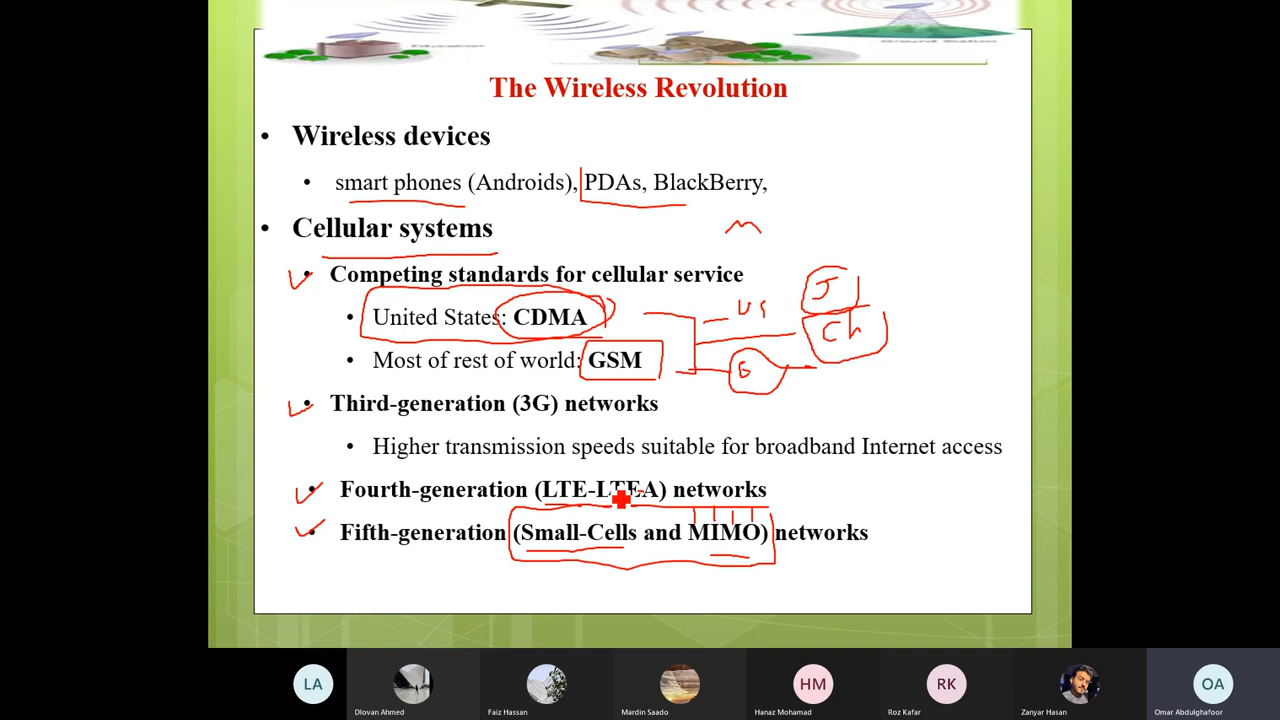 Education
Ground Station
The Wireless Revolution
• Wireless devices
• smart phones (Androids), PDAs, BlackBerry,
• Cellular systems
• Competing standards for cellular service
• United States: CDMA
US
J
Ch
• Most of rest of world: GSM
• Third-generation (3G) networks
• Higher transmission speeds suitable for broadband Internet access
• Fourth-generation (LTE-LTEA) networks
• Fifth-generation (Small-Cells and MIMO) networks
LA HM RK OA
Dlovan Ahmed Faiz Hassan Mardin Saado Hanaz Mohamad Roz Kafar Zanyar Hasan Omar Abdulghafoor